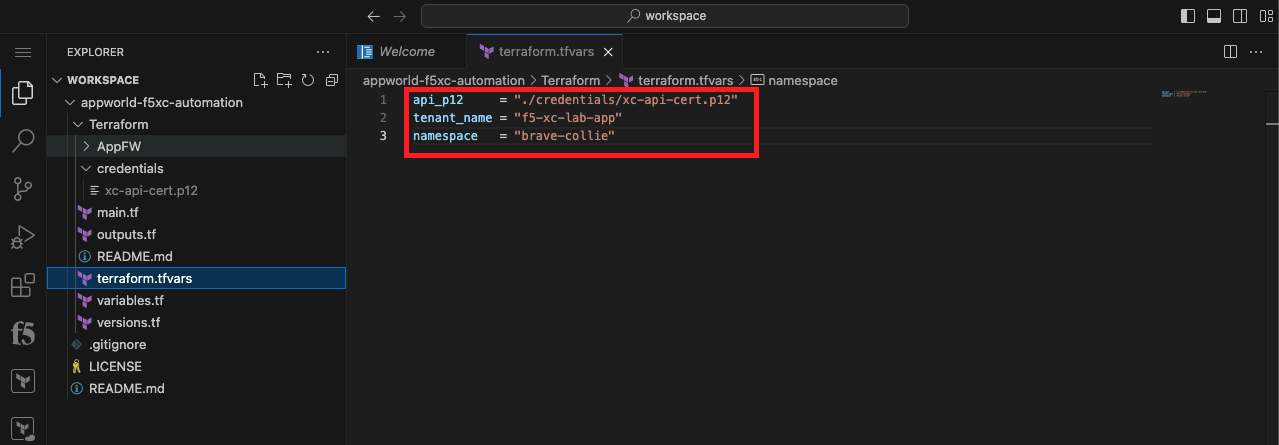 workspace
EXPLORER
WORKSPACE
appworld-f5xc-automation
Terraform
AppFW
credentials
xc-api-cert.p12
main.tf
outputs.tf
README.md
terraform.tfvars
variables.tf
versions.tf
.gitignore
LICENSE
README.md
f5
Welcome
terraform.tfvars
appworld-f5xc-automation > Terraform > terraform.tfvars > abc namespace
1 api_p12 = "./credentials/xc-api-cert.p12"
2 tenant_name = "f5-xc-lab-app"
3 namespace = "brave-collie"